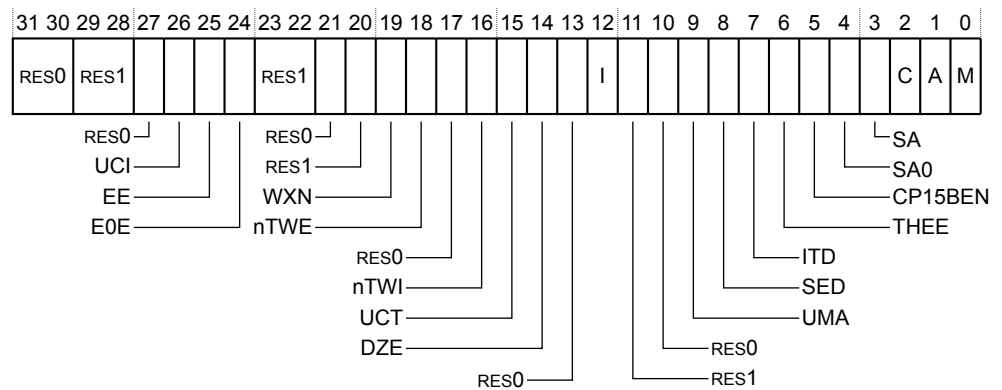 31 30 29 28 27 26 25 24 23 22 21 20 19 18 17 16 15 14 13 12 11 10 9 8 7 6 5 4 3 2 1 0
RES0 RES1 RES1 I C A M
RES0 RES0 SA
UCI RES1 SA0
EE WXN CP15BEN
E0E nTWE THEE
RES0 ITD
nTWI SED
UCT UMA
DZE RES0
RES0 RES1